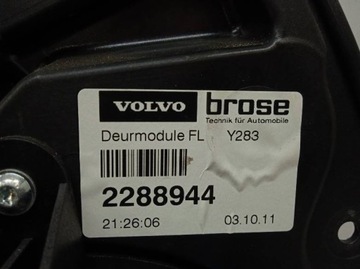 VOLVO
brose
Technik für Automobile
Deurmodule FL Y283
2288944
21:26:06 03.10.11